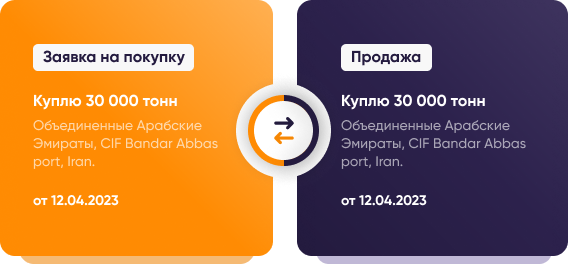 Заявка на покупку
Куплю 30 000 тонн
Объединенные Арабские
Эмираты, CIF Bandar Abbas
port, Iran.
от 12.04.2023
Продажа
Куплю 30 000 тонн
Объединенные Арабские
Эмираты, CIF Bandar Abbas
port, Iran.
от 12.04.2023